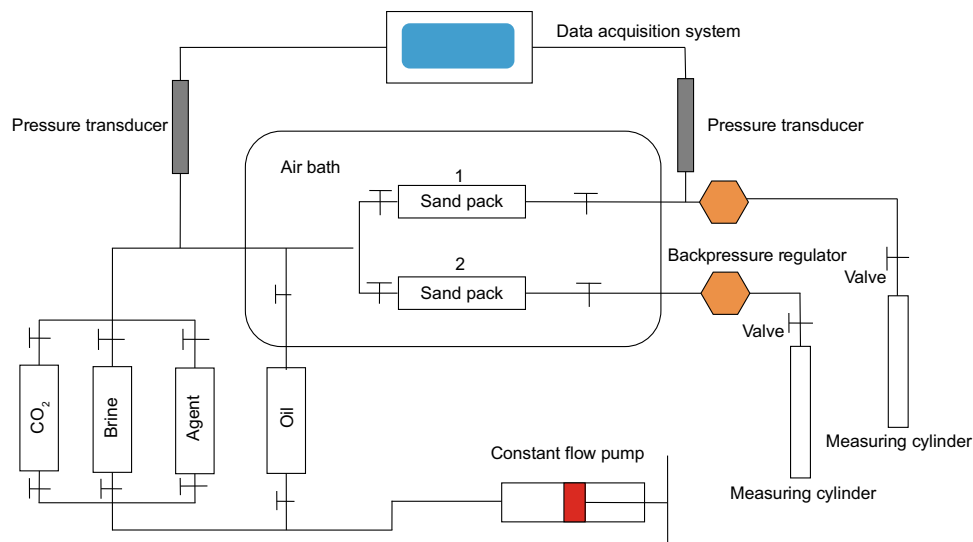 Data acquisition system
Pressure transducer
Pressure transducer
Air bath
1
Sand pack
2
Sand pack
Backpressure regulator
Valve
Valve
CO₂
Brine
Agent
Oil
Measuring cylinder
Constant flow pump
Measuring cylinder